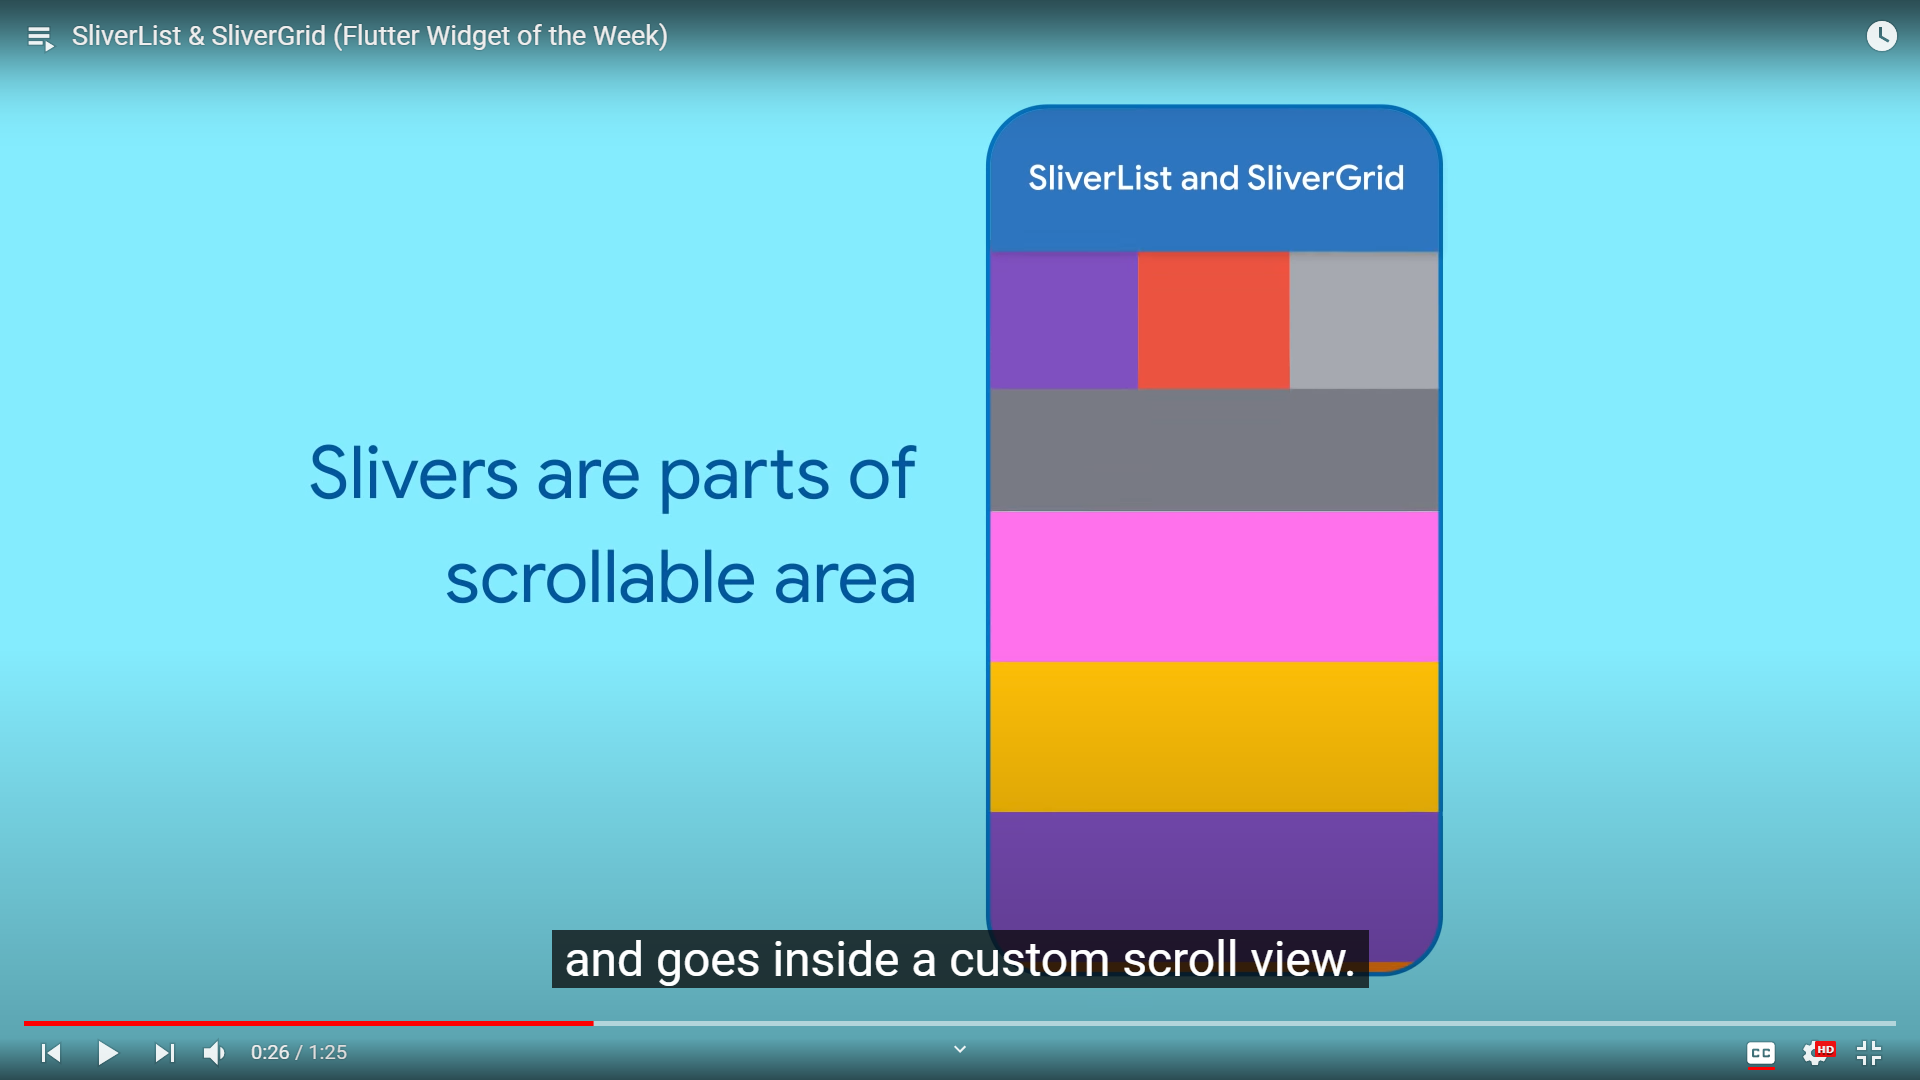 SliverList & SliverGrid (Flutter Widget of the Week)
SliverList and SliverGrid
Slivers are parts of
scrollable area
and goes inside a custom scroll view.
0:26 / 1:25
CC
HD